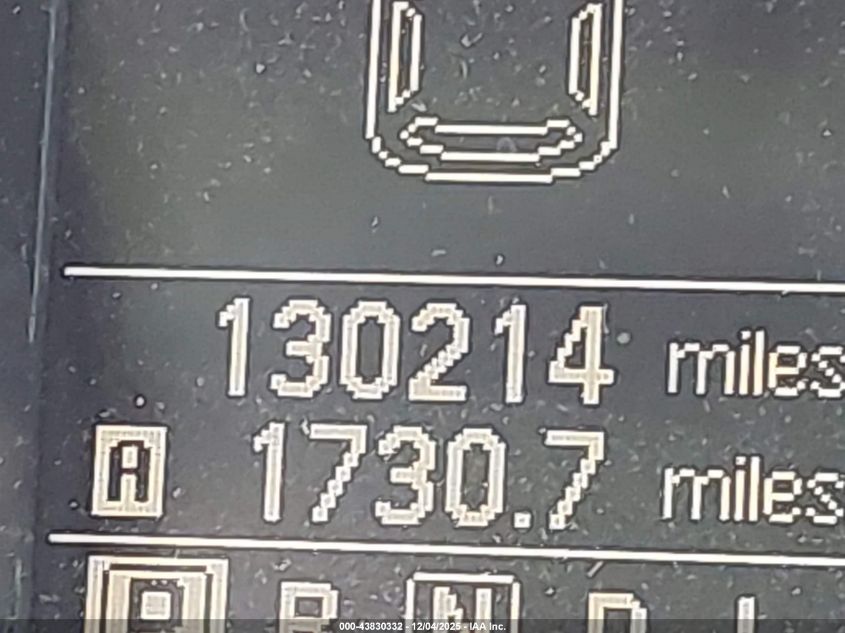 130214 miles
A 1730.7 miles
P R N D L
000-43830332 - 12/04/2025 - IAA Inc.